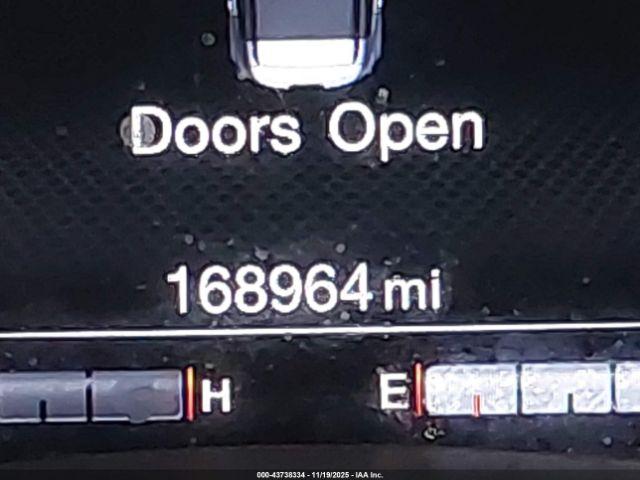 Doors Open
168964 mi
H E
000-43738334 - 11/19/2025 - IAA Inc.